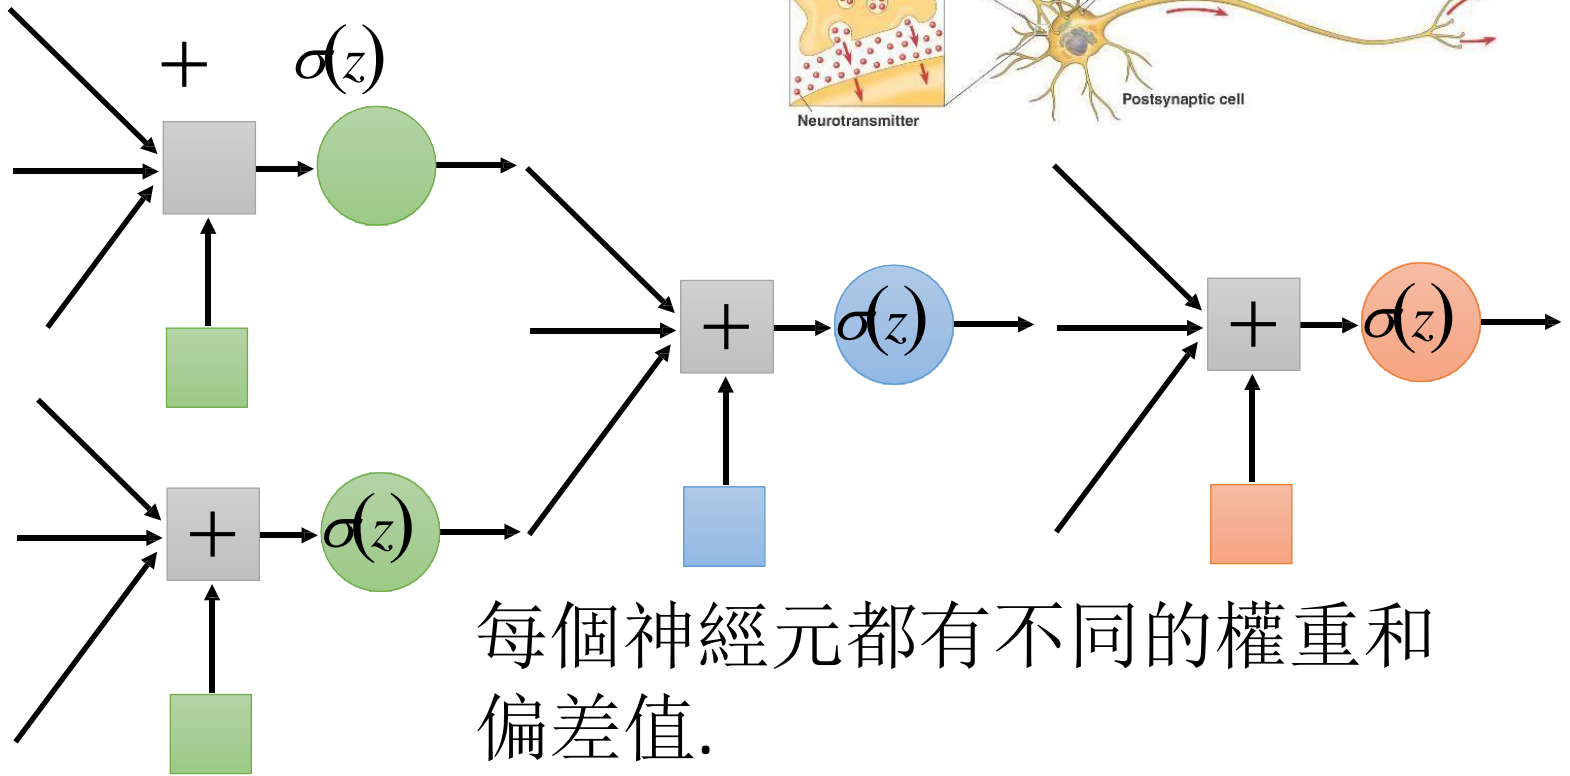 + σ(z)
Neurotransmitter
Postsynaptic cell
+ σ(z)
+ σ(z)
+ σ(z)
每個神經元都有不同的權重和
偏差值.